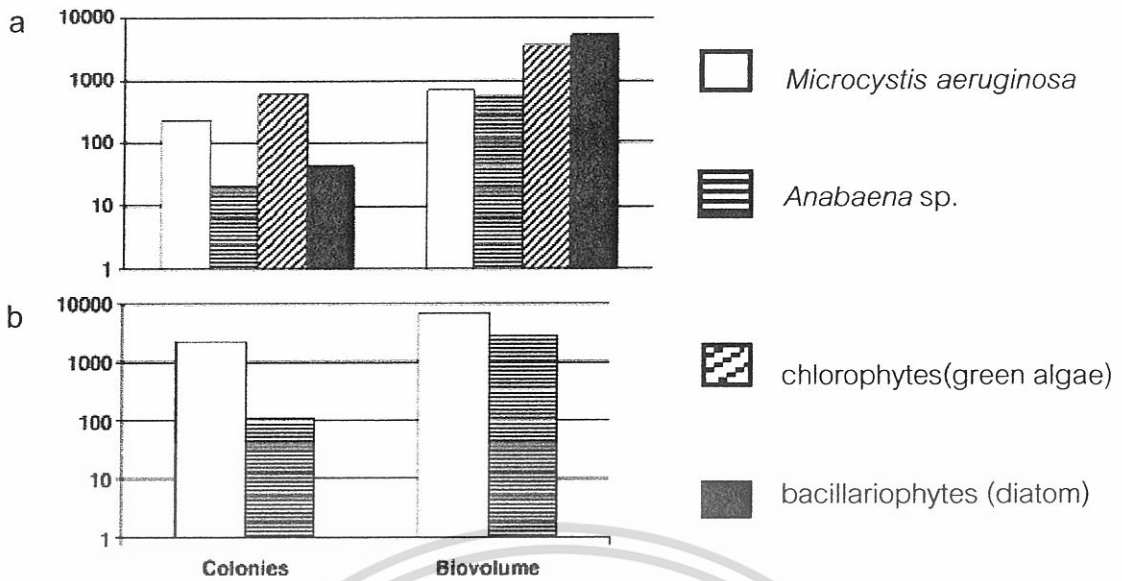 a
10000
1000
100
10
1
Microcystis aeruginosa
Anabaena sp.
b
10000
1000
100
10
1
Colonies Biovolume
chlorophytes(green algae)
bacillariophytes (diatom)